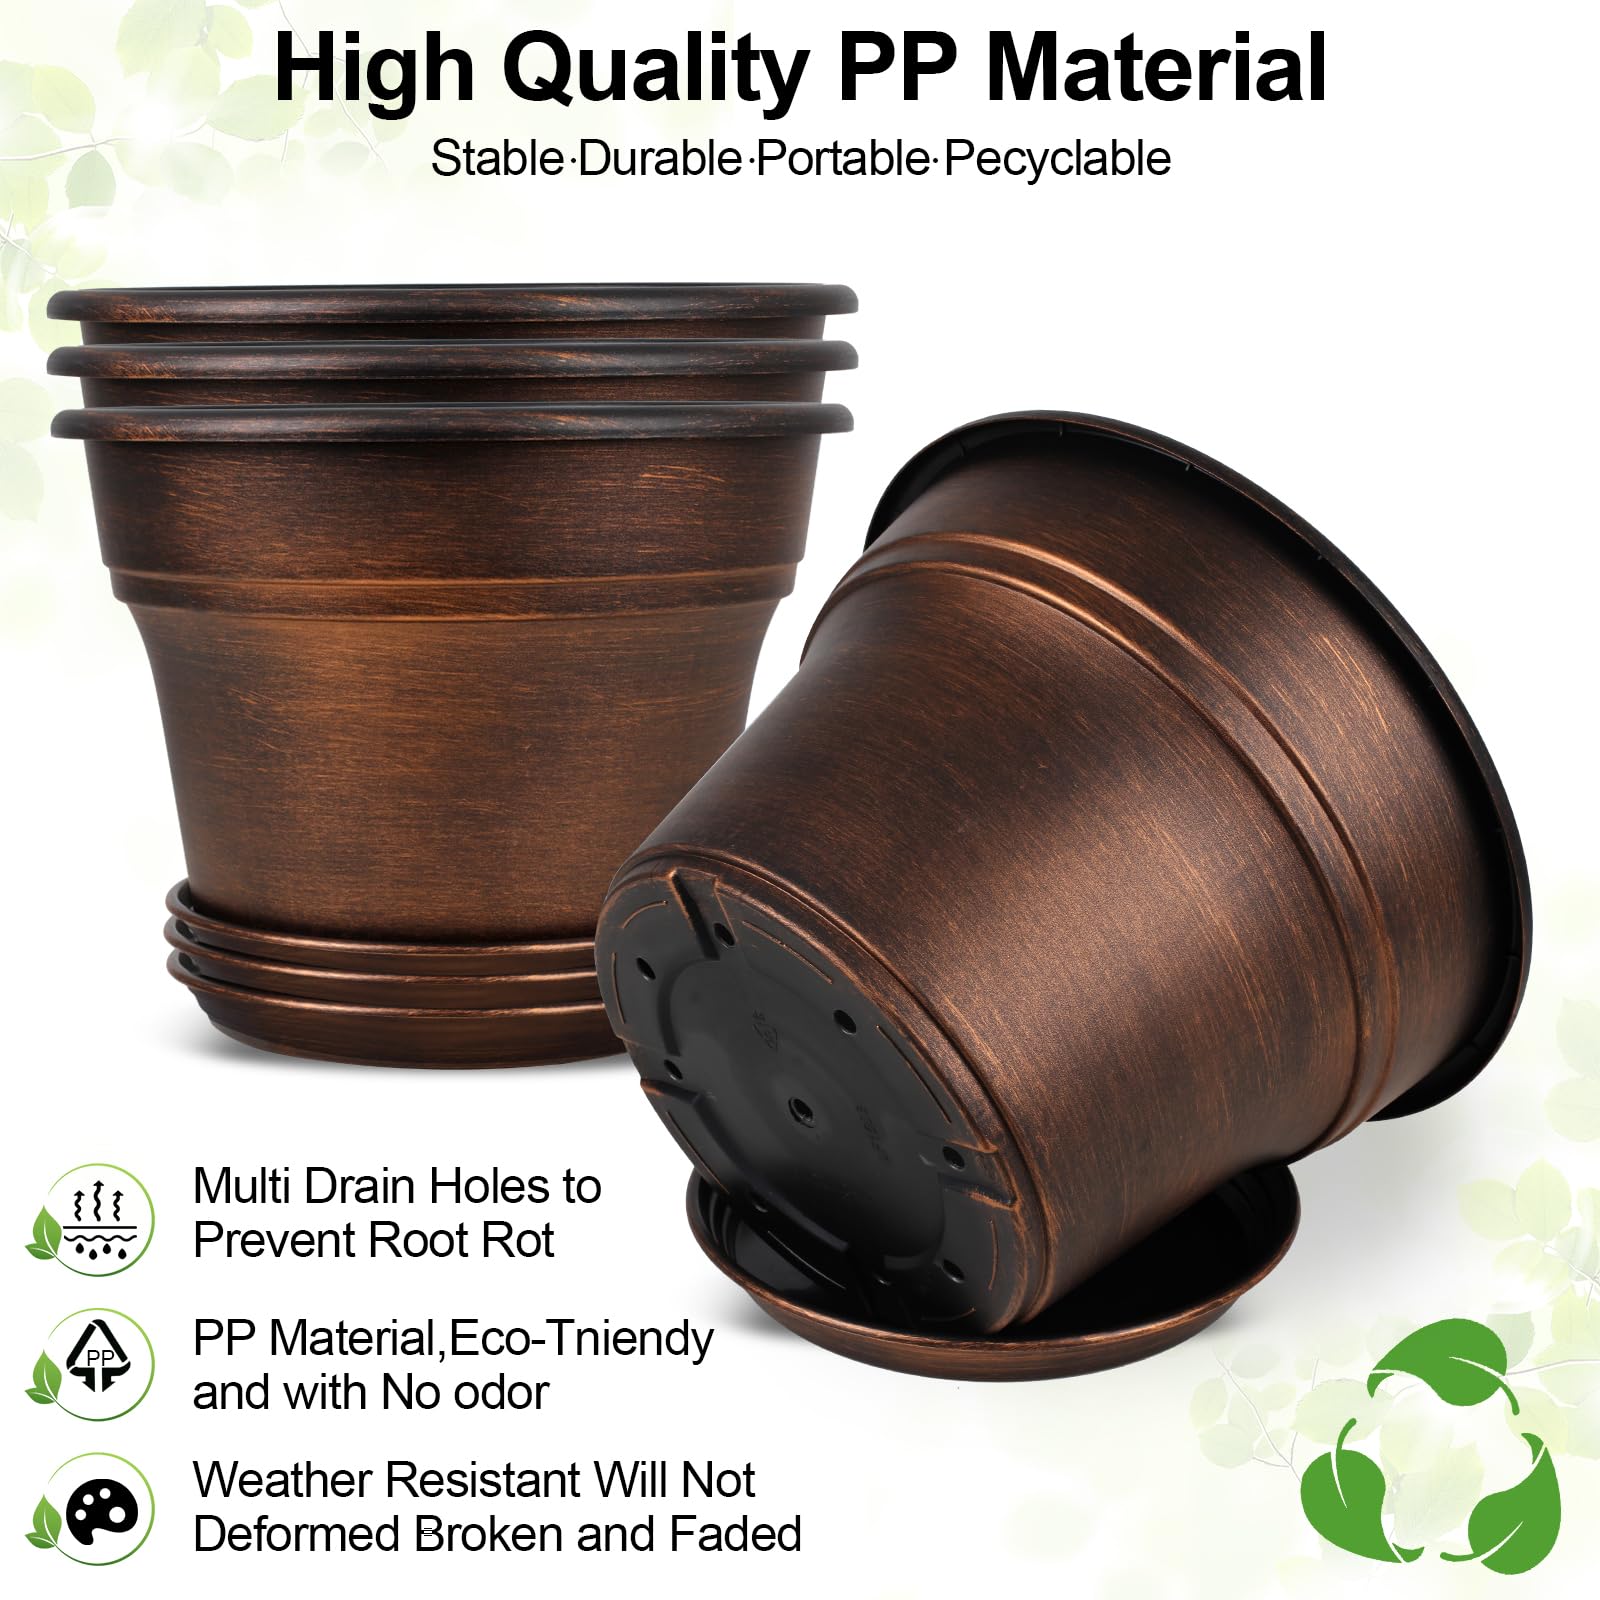 High Quality PP Material
Stable·Durable·Portable·Pecyclable
Multi Drain Holes to
Prevent Root Rot
PP
PP Material,Eco-Tniendy
and with No odor
Weather Resistant Will Not
Deformed Broken and Faded